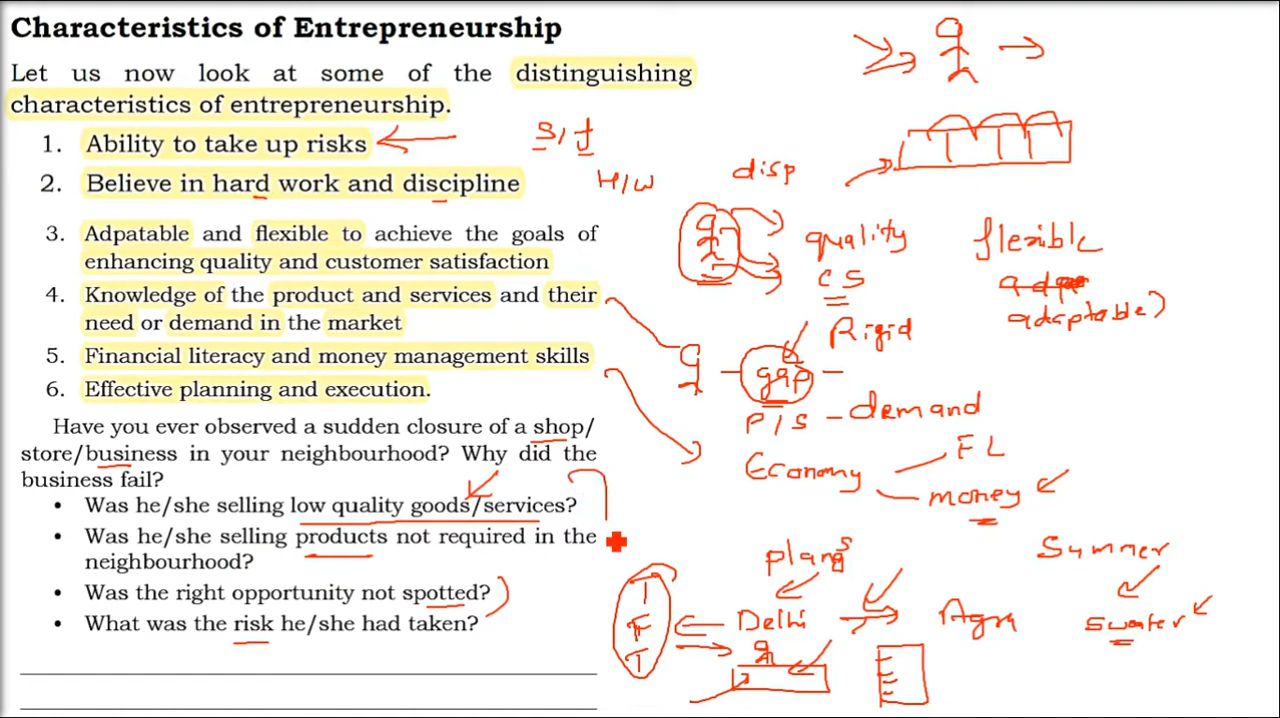 Characteristics of Entrepreneurship
Let us now look at some of the distinguishing
characteristics of entrepreneurship.
1. Ability to take up risks
2. Believe in hard work and discipline
3. Adpatable and flexible to achieve the goals of
enhancing quality and customer satisfaction
4. Knowledge of the product and services and their
need or demand in the market
5. Financial literacy and money management skills
6. Effective planning and execution.
Have you ever observed a sudden closure of a shop/
store/business in your neighbourhood? Why did the
business fail?
• Was he/she selling low quality goods/services?
• Was he/she selling products not required in the
neighbourhood?
• Was the right opportunity not spotted?
• What was the risk he/she had taken?
S/J
H/W
disp
quality
CS
flexible
adaptable)
Rigid
gap
P/S - demand
Economy
FL
money
plang
Summer
Delhi
Agra
Swater